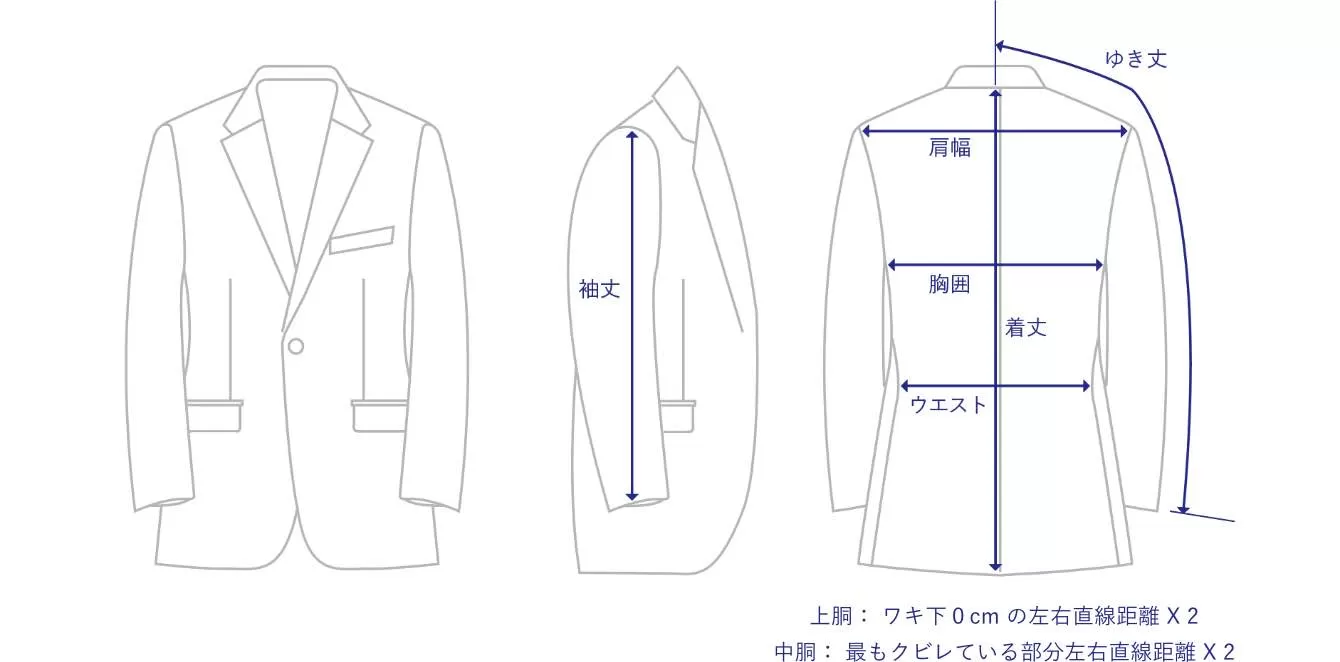 ゆき丈
肩幅
胸囲
袖丈
着丈
ウエスト
上胴： ワキ下0cm の左右直線距離 X 2
中胴： 最もクビレている部分左右直線距離 X 2